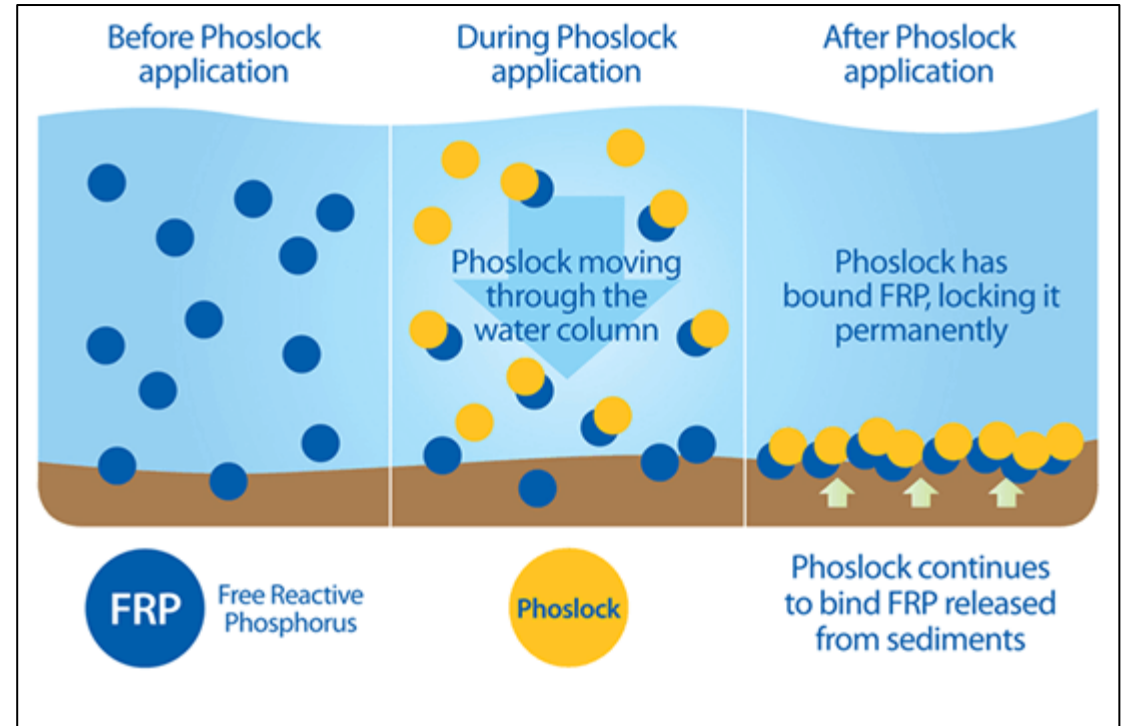 Before Phoslock
application
During Phoslock
application
After Phoslock
application
Phoslock moving
through the
water column
Phoslock has
bound FRP, locking it
permanently
FRP
Free Reactive
Phosphorus
Phoslock
Phoslock continues
to bind FRP released
from sediments